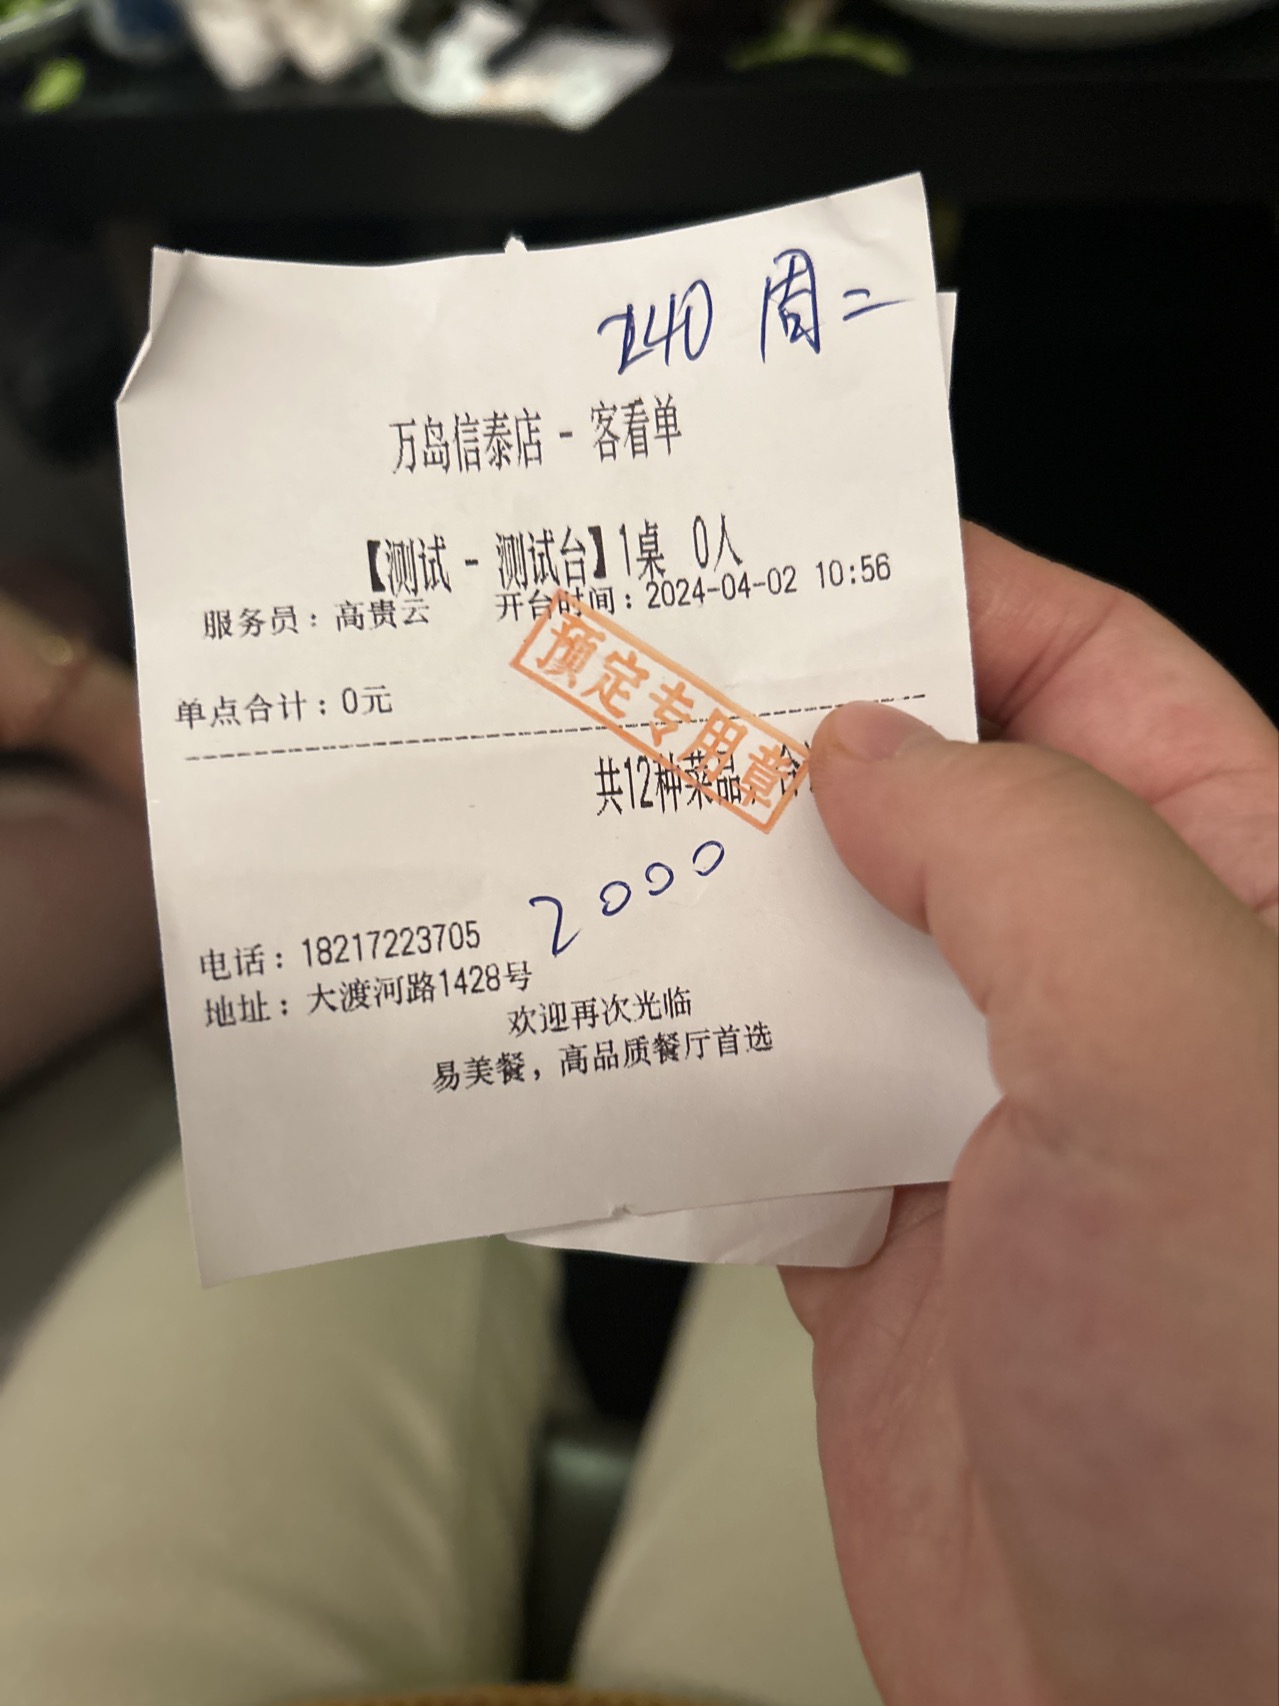 240 周二
万岛信泰店 - 客看单
【测试 - 测试台】1桌 0人
服务员：高贵云 开台时间：2024-04-02 10:56
预定专用章
单点合计：0元
共12种菜品
2000
电话：18217223705
地址：大渡河路1428号
欢迎再次光临
易美餐，高品质餐厅首选